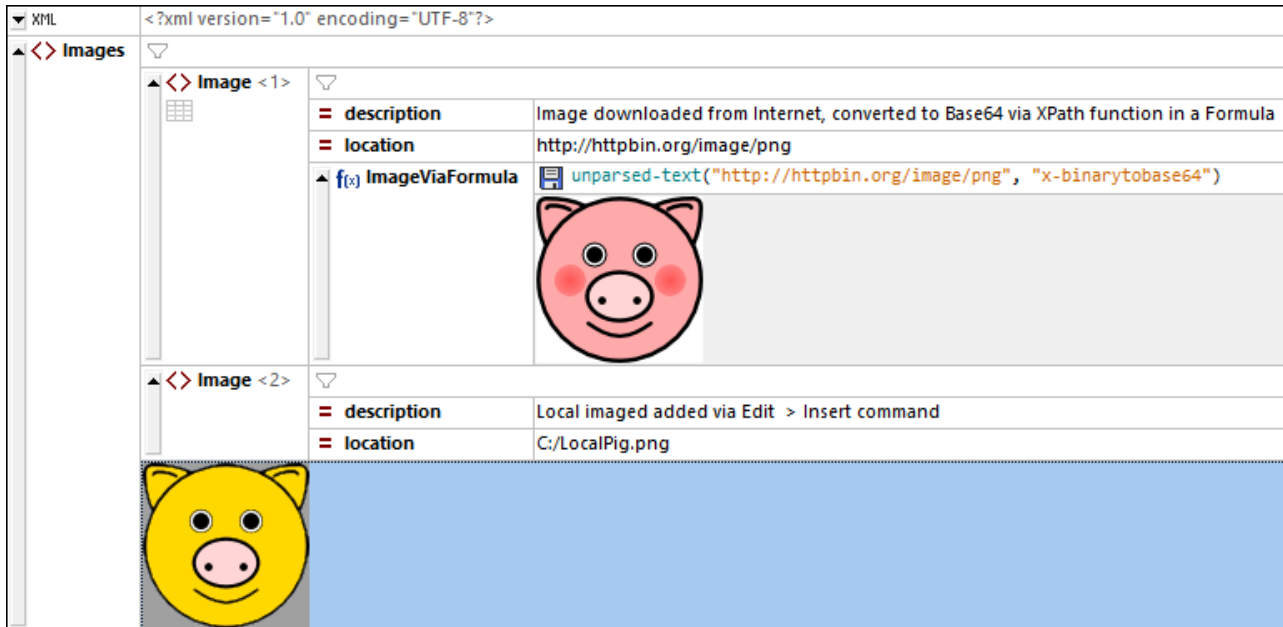 XML <?xml version="1.0" encoding="UTF-8"?>
<> Images
<> Image <1>
= description Image downloaded from Internet, converted to Base64 via XPath function in a Formula
= location http://httpbin.org/image/png
f(x) ImageViaFormula unparsed-text("http://httpbin.org/image/png", "x-binarytobase64")
<> Image <2>
= description Local imaged added via Edit > Insert command
= location C:/LocalPig.png